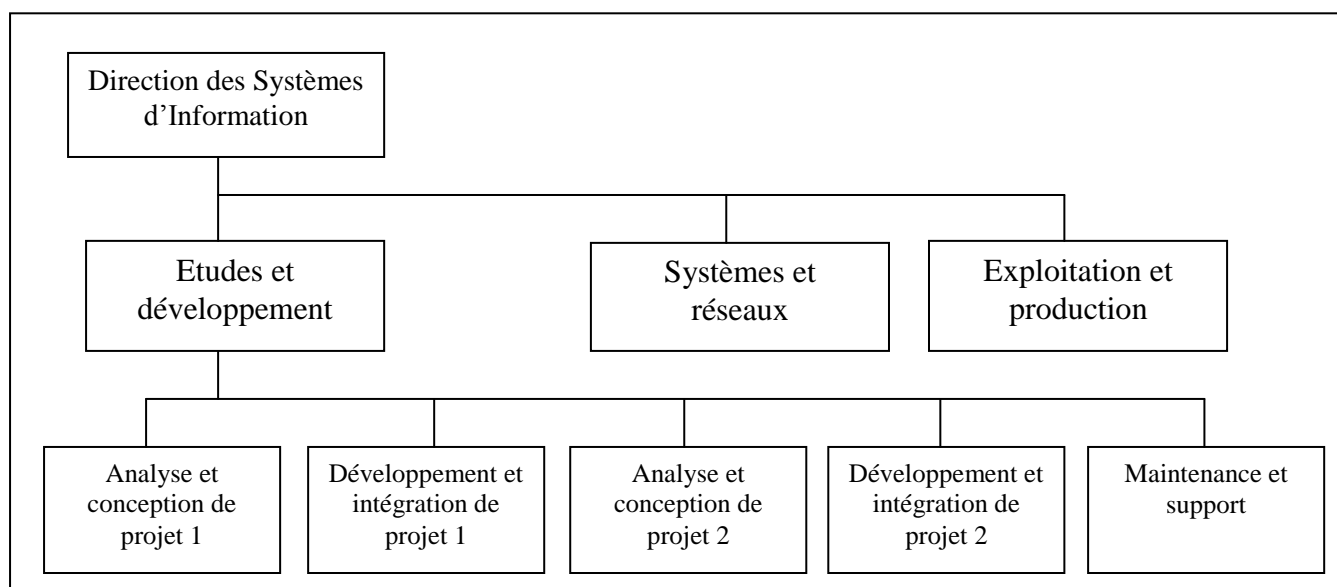 Direction des Systèmes
d’Information
Etudes et
développement
Systèmes et
réseaux
Exploitation et
production
Analyse et
conception de
projet 1
Développement et
intégration de
projet 1
Analyse et
conception de
projet 2
Développement et
intégration de
projet 2
Maintenance et
support